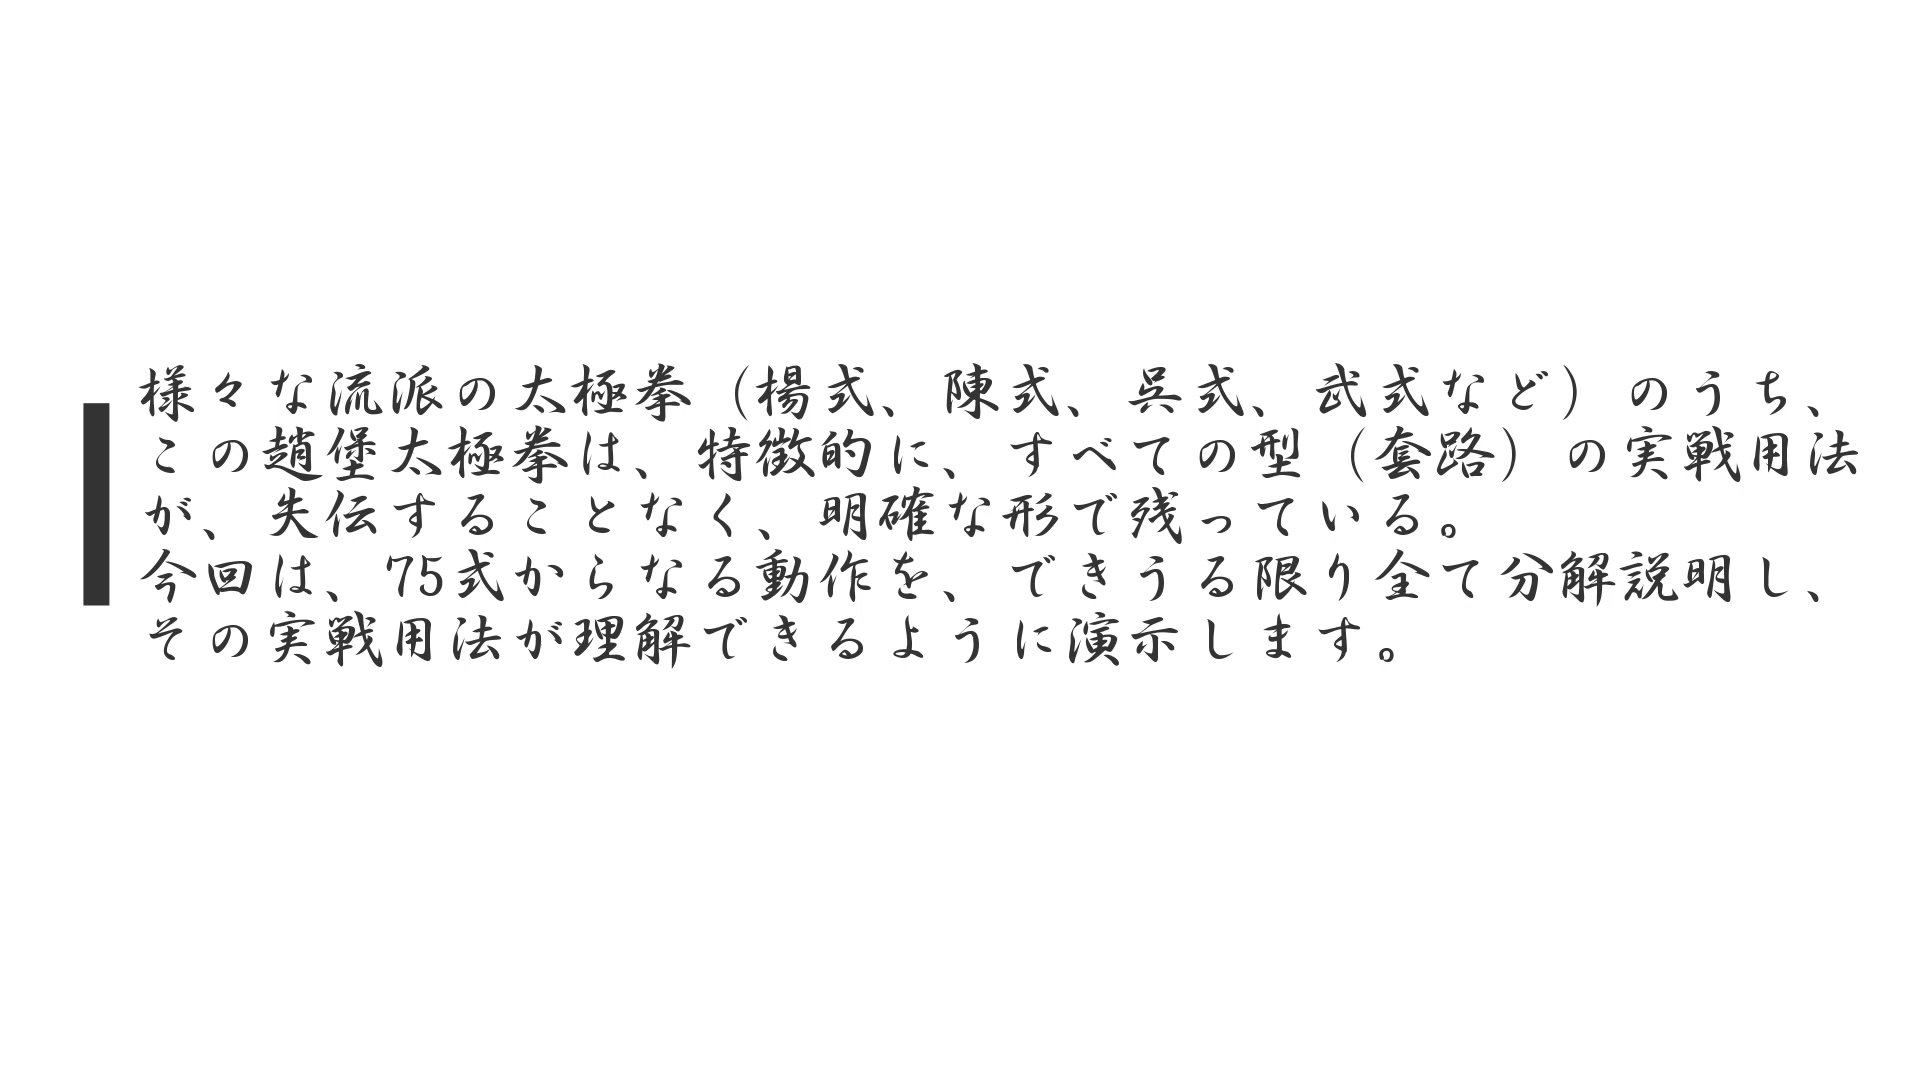 様々な流派の太極拳（楊式、陳式、呉式、武式など）のうち、
この趙堡太極拳は、特徴的に、すべての型（套路）の実戦用法
が、失伝することなく、明確な形で残っている。
今回は、75式からなる動作を、できうる限り全て分解説明し、
その実戦用法が理解できるように演示します。